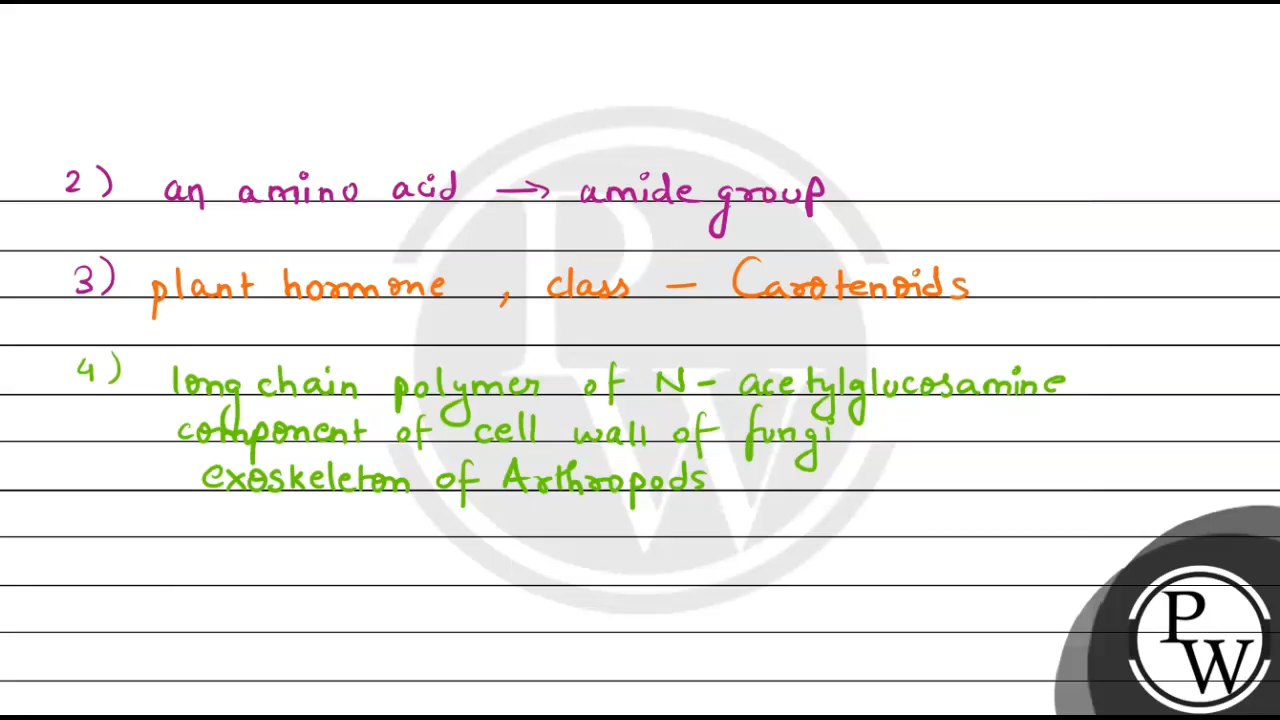 2) an amino acid → amide group
3) plant hormone, class - Carotenoids
4) long chain polymer of N-acetylglucosamine
component of cell wall of fungi
exoskeleton of Arthropods
P
W
P
W